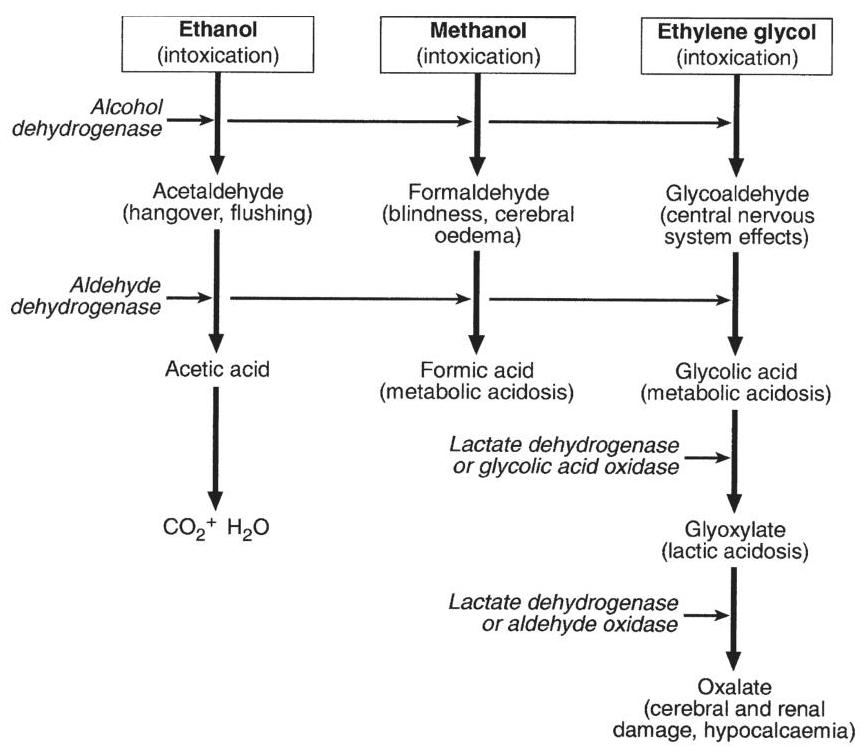 Ethanol
(intoxication)
Methanol
(intoxication)
Ethylene glycol
(intoxication)
Alcohol
dehydrogenase
Acetaldehyde
(hangover, flushing)
Formaldehyde
(blindness, cerebral
oedema)
Glycoaldehyde
(central nervous
system effects)
Aldehyde
dehydrogenase
Acetic acid
Formic acid
(metabolic acidosis)
Glycolic acid
(metabolic acidosis)
Lactate dehydrogenase
or glycolic acid oxidase
CO₂⁺ H₂O
Glyoxylate
(lactic acidosis)
Lactate dehydrogenase
or aldehyde oxidase
Oxalate
(cerebral and renal
damage, hypocalcaemia)